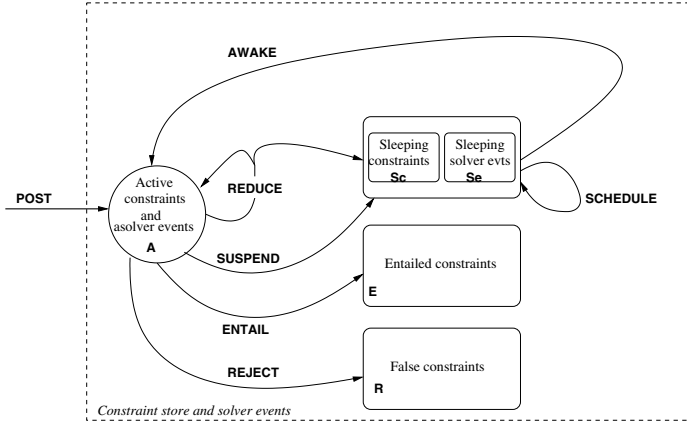 AWAKE
Sleeping
constraints
Sc
Sleeping
solver evts
Se
Active
constraints
and
asolver events
A
REDUCE
POST
SCHEDULE
SUSPEND
Entailed constraints
E
ENTAIL
REJECT
False constraints
R
Constraint store and solver events